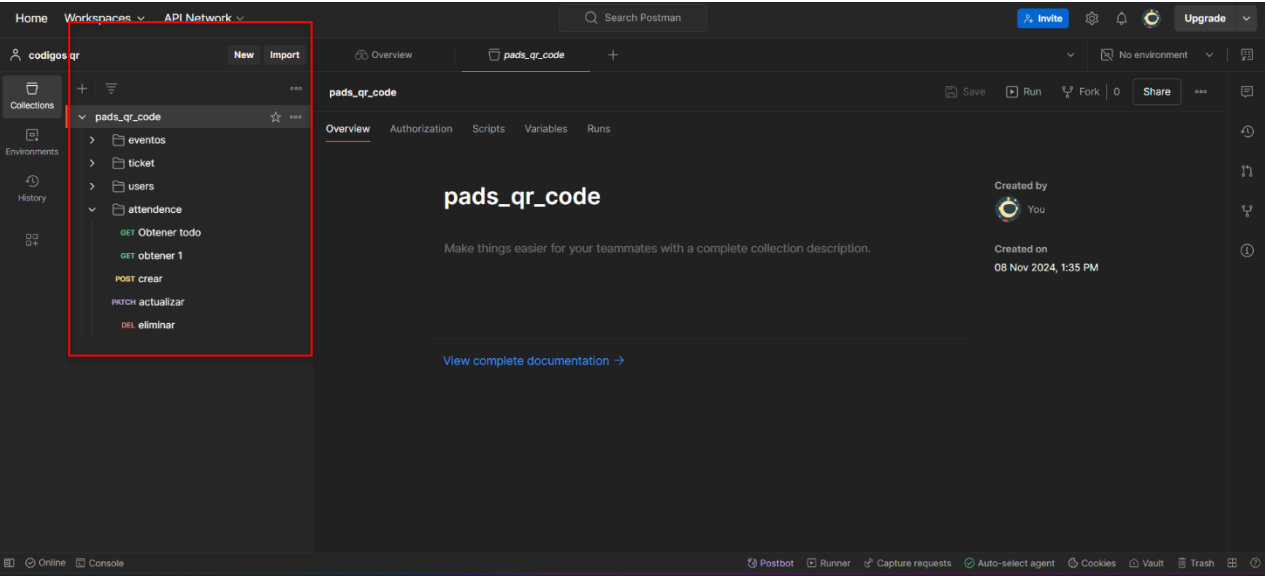 Home Workspaces API Network Search Postman Invite Upgrade
codigos qr New Import Overview pads_qr_code No environment
Collections
Environments
History
pads_qr_code
eventos
ticket
users
attendence
GET Obtener todo
GET obtener 1
POST crear
PATCH actualizar
DEL eliminar
pads_qr_code Save Run Fork 0 Share
Overview Authorization Scripts Variables Runs
pads_qr_code
Make things easier for your teammates with a complete collection description.
View complete documentation →
Created by
You
Created on
08 Nov 2024, 1:35 PM
Online Console Postbot Runner Capture requests Auto-select agent Cookies Vault Trash